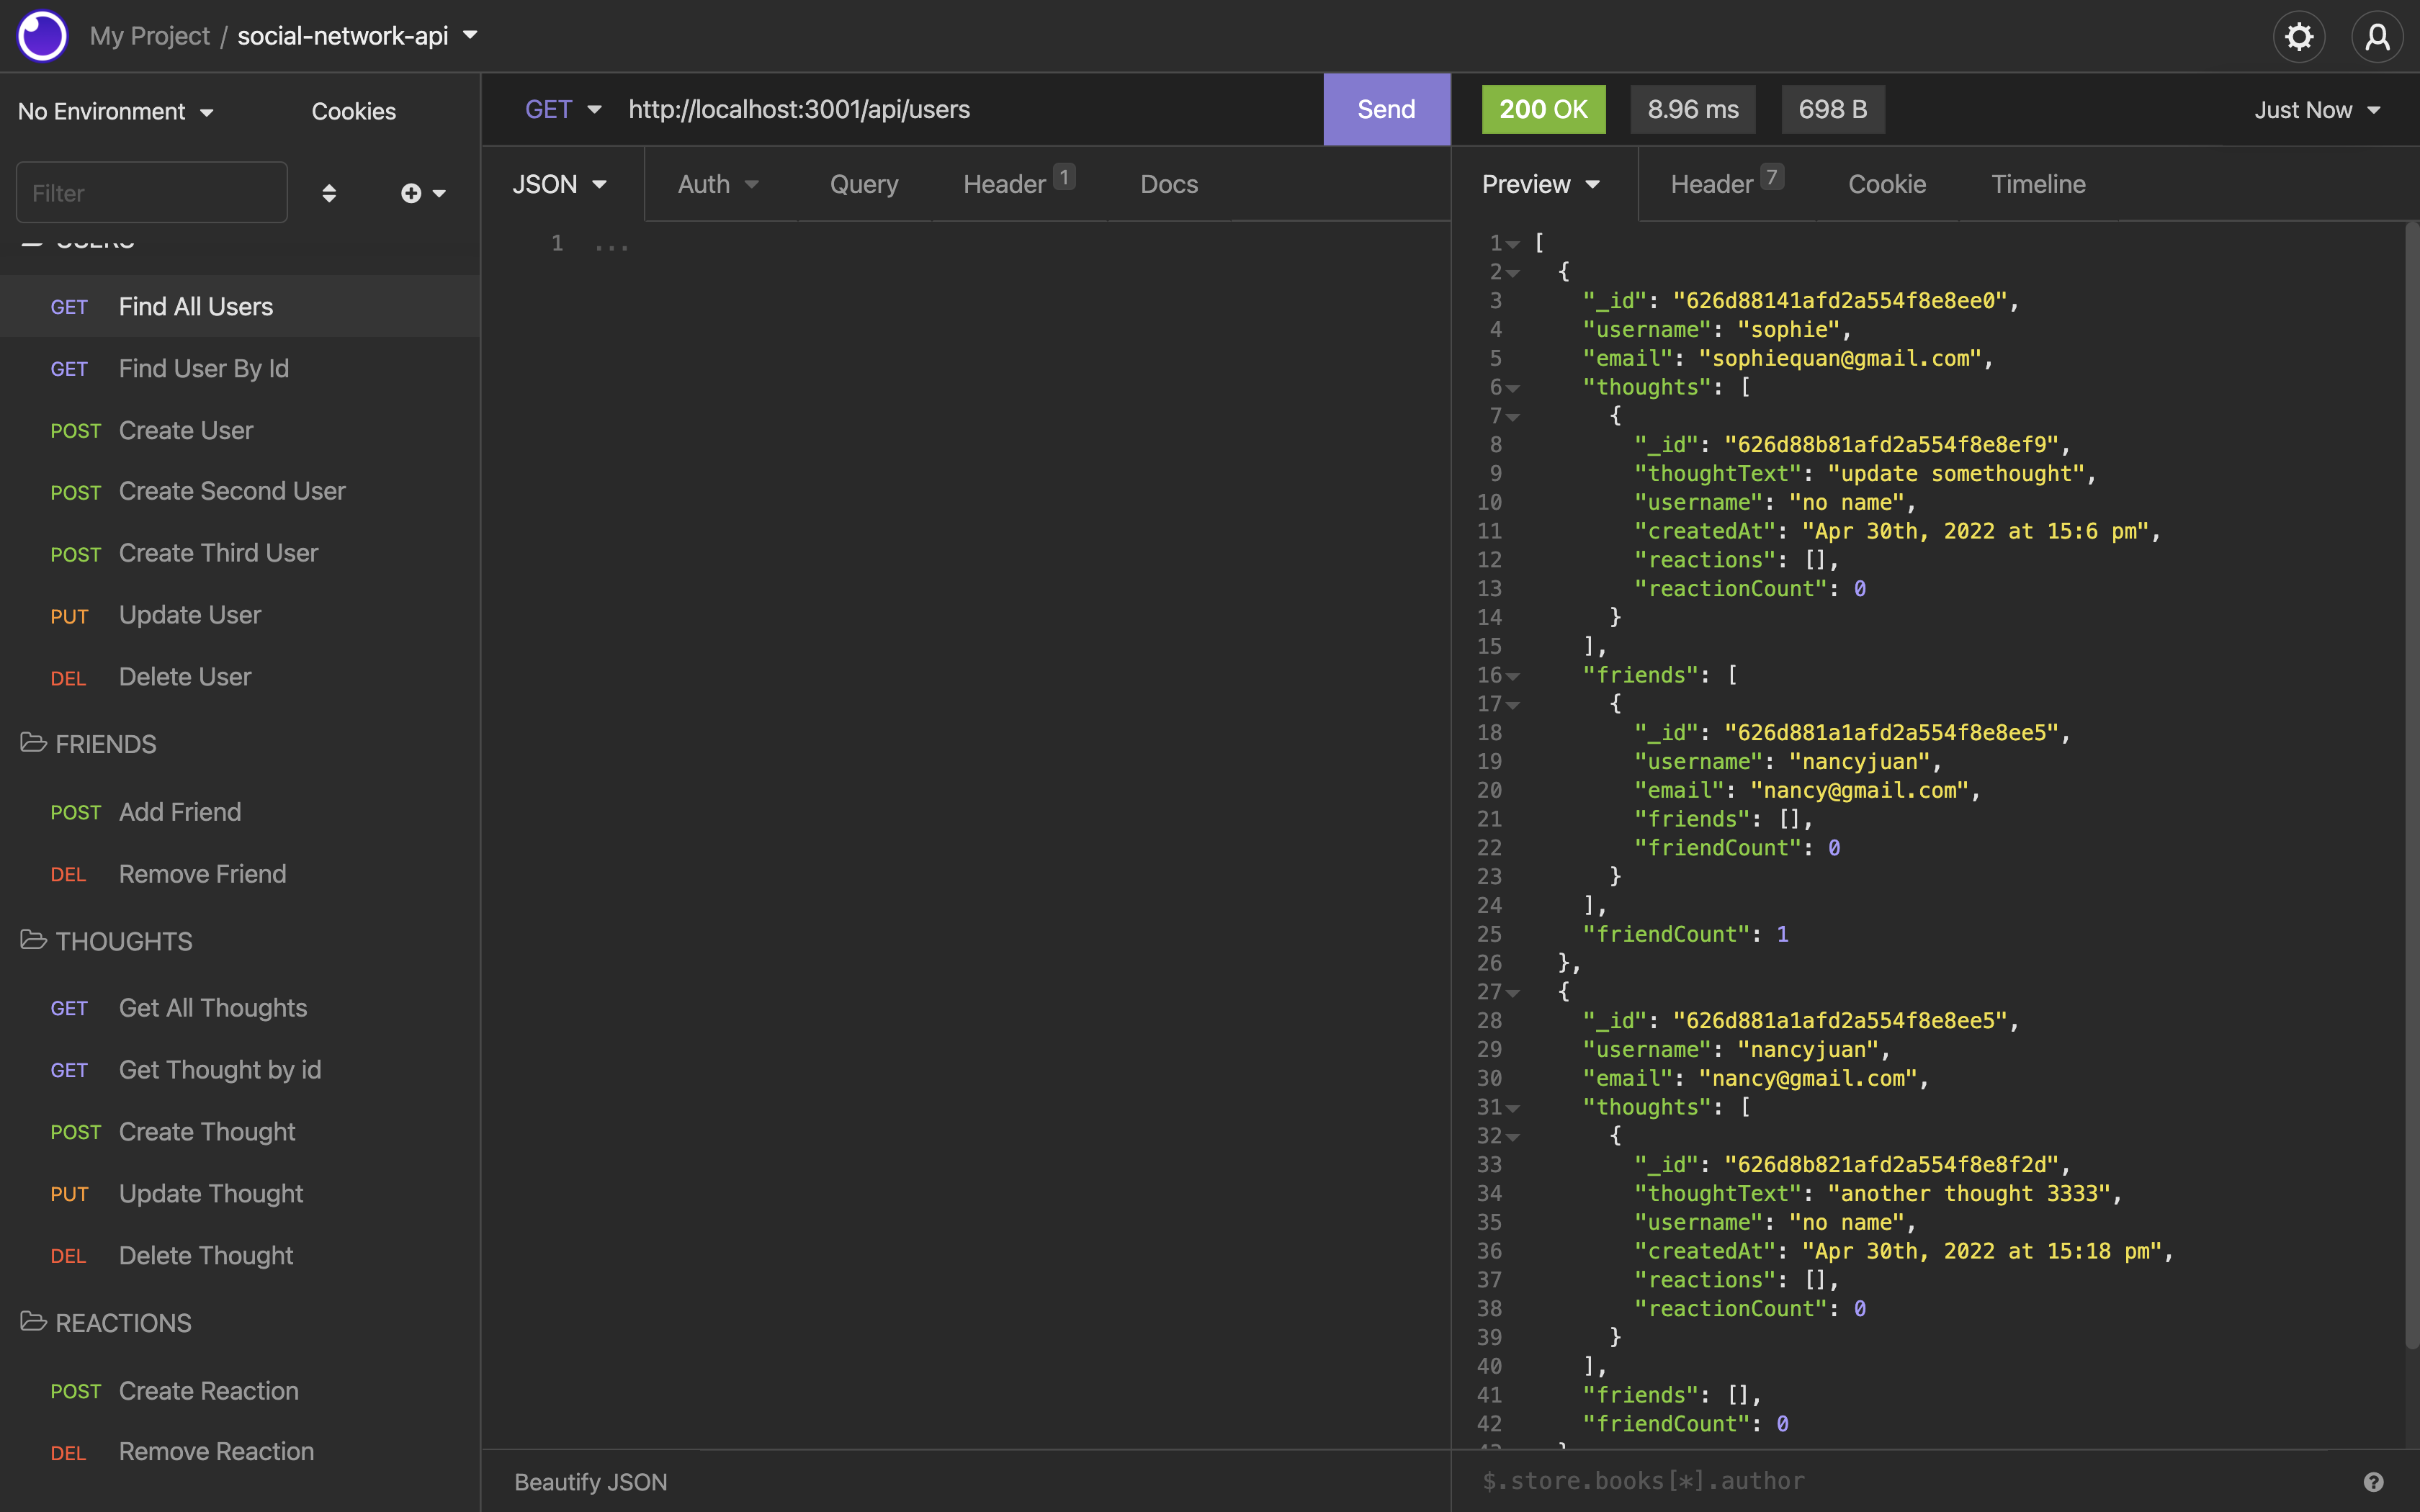 My Project / social-network-api
No Environment
Cookies
Filter
USERS
GET Find All Users
GET Find User By Id
POST Create User
POST Create Second User
POST Create Third User
PUT Update User
DEL Delete User
FRIENDS
POST Add Friend
DEL Remove Friend
THOUGHTS
GET Get All Thoughts
GET Get Thought by id
POST Create Thought
PUT Update Thought
DEL Delete Thought
REACTIONS
POST Create Reaction
DEL Remove Reaction
GET http://localhost:3001/api/users Send
JSON Auth Query Header 1 Docs
1 ...
Beautify JSON
200 OK 8.96 ms 698 B Just Now
Preview Header 7 Cookie Timeline
1 [
2 {
3 "_id": "626d88141afd2a554f8e8ee0",
4 "username": "sophie",
5 "email": "sophiequan@gmail.com",
6 "thoughts": [
7 {
8 "_id": "626d88b81afd2a554f8e8ef9",
9 "thoughtText": "update somethought",
10 "username": "no name",
11 "createdAt": "Apr 30th, 2022 at 15:6 pm",
12 "reactions": [],
13 "reactionCount": 0
14 }
15 ],
16 "friends": [
17 {
18 "_id": "626d881a1afd2a554f8e8ee5",
19 "username": "nancyjuan",
20 "email": "nancy@gmail.com",
21 "friends": [],
22 "friendCount": 0
23 }
24 ],
25 "friendCount": 1
26 },
27 {
28 "_id": "626d881a1afd2a554f8e8ee5",
29 "username": "nancyjuan",
30 "email": "nancy@gmail.com",
31 "thoughts": [
32 {
33 "_id": "626d8b821afd2a554f8e8f2d",
34 "thoughtText": "another thought 3333",
35 "username": "no name",
36 "createdAt": "Apr 30th, 2022 at 15:18 pm",
37 "reactions": [],
38 "reactionCount": 0
39 }
40 ],
41 "friends": [],
42 "friendCount": 0
$.store.books[*].author